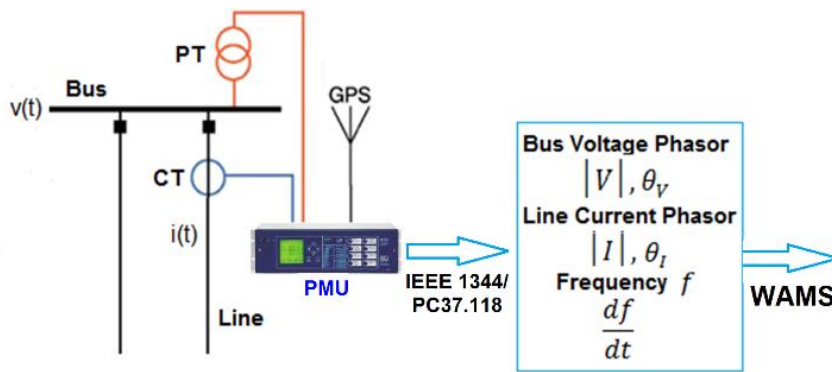 PT
Bus
v(t)
GPS
CT
i(t)
PMU
Line
IEEE 1344/
PC37.118
Bus Voltage Phasor
|V|, θ_V
Line Current Phasor
|I|, θ_I
Frequency f
df
dt
WAMS